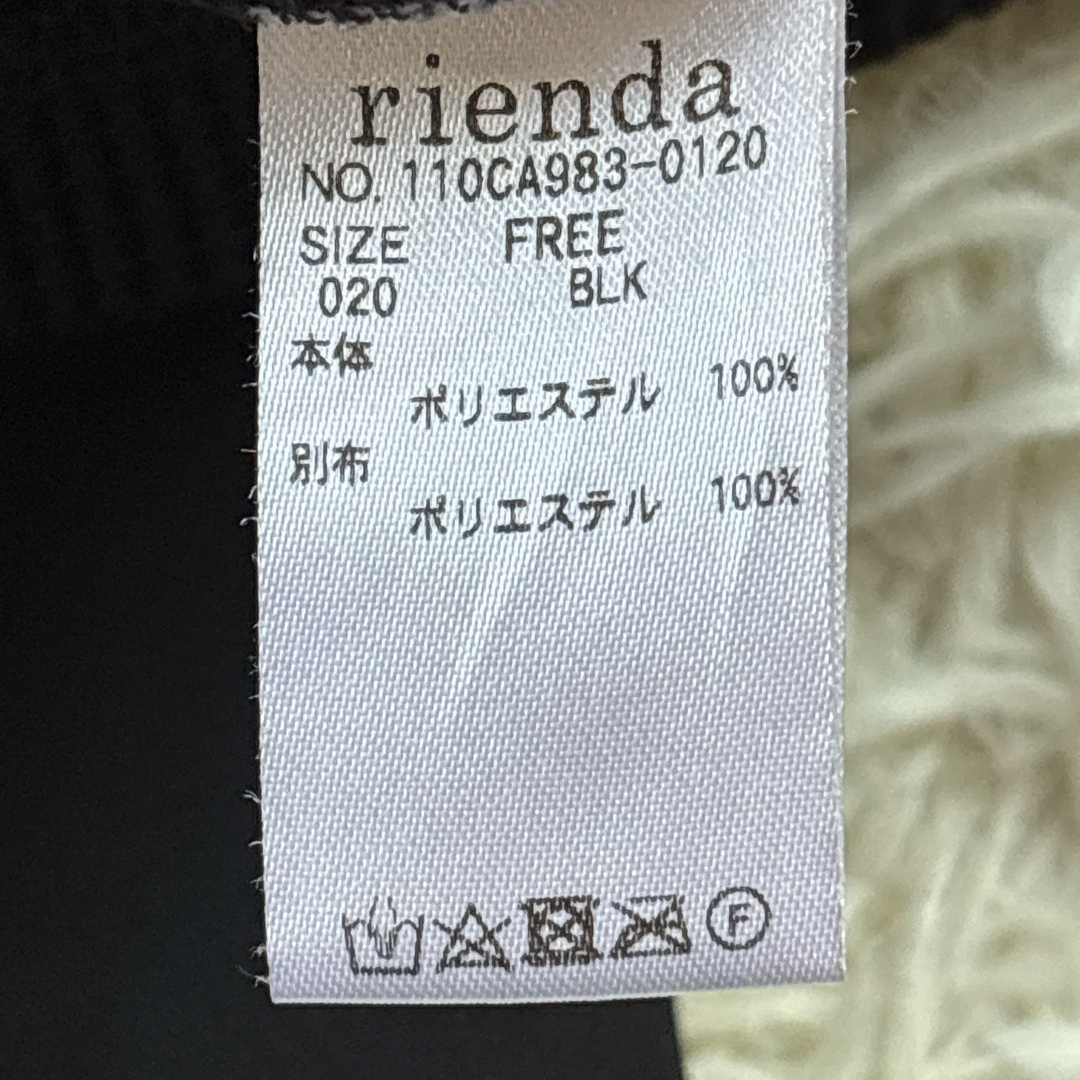 rienda
NO. 110CA983-0120
SIZE FREE
020 BLK
本体
ポリエステル 100%
別布
ポリエステル 100%
F